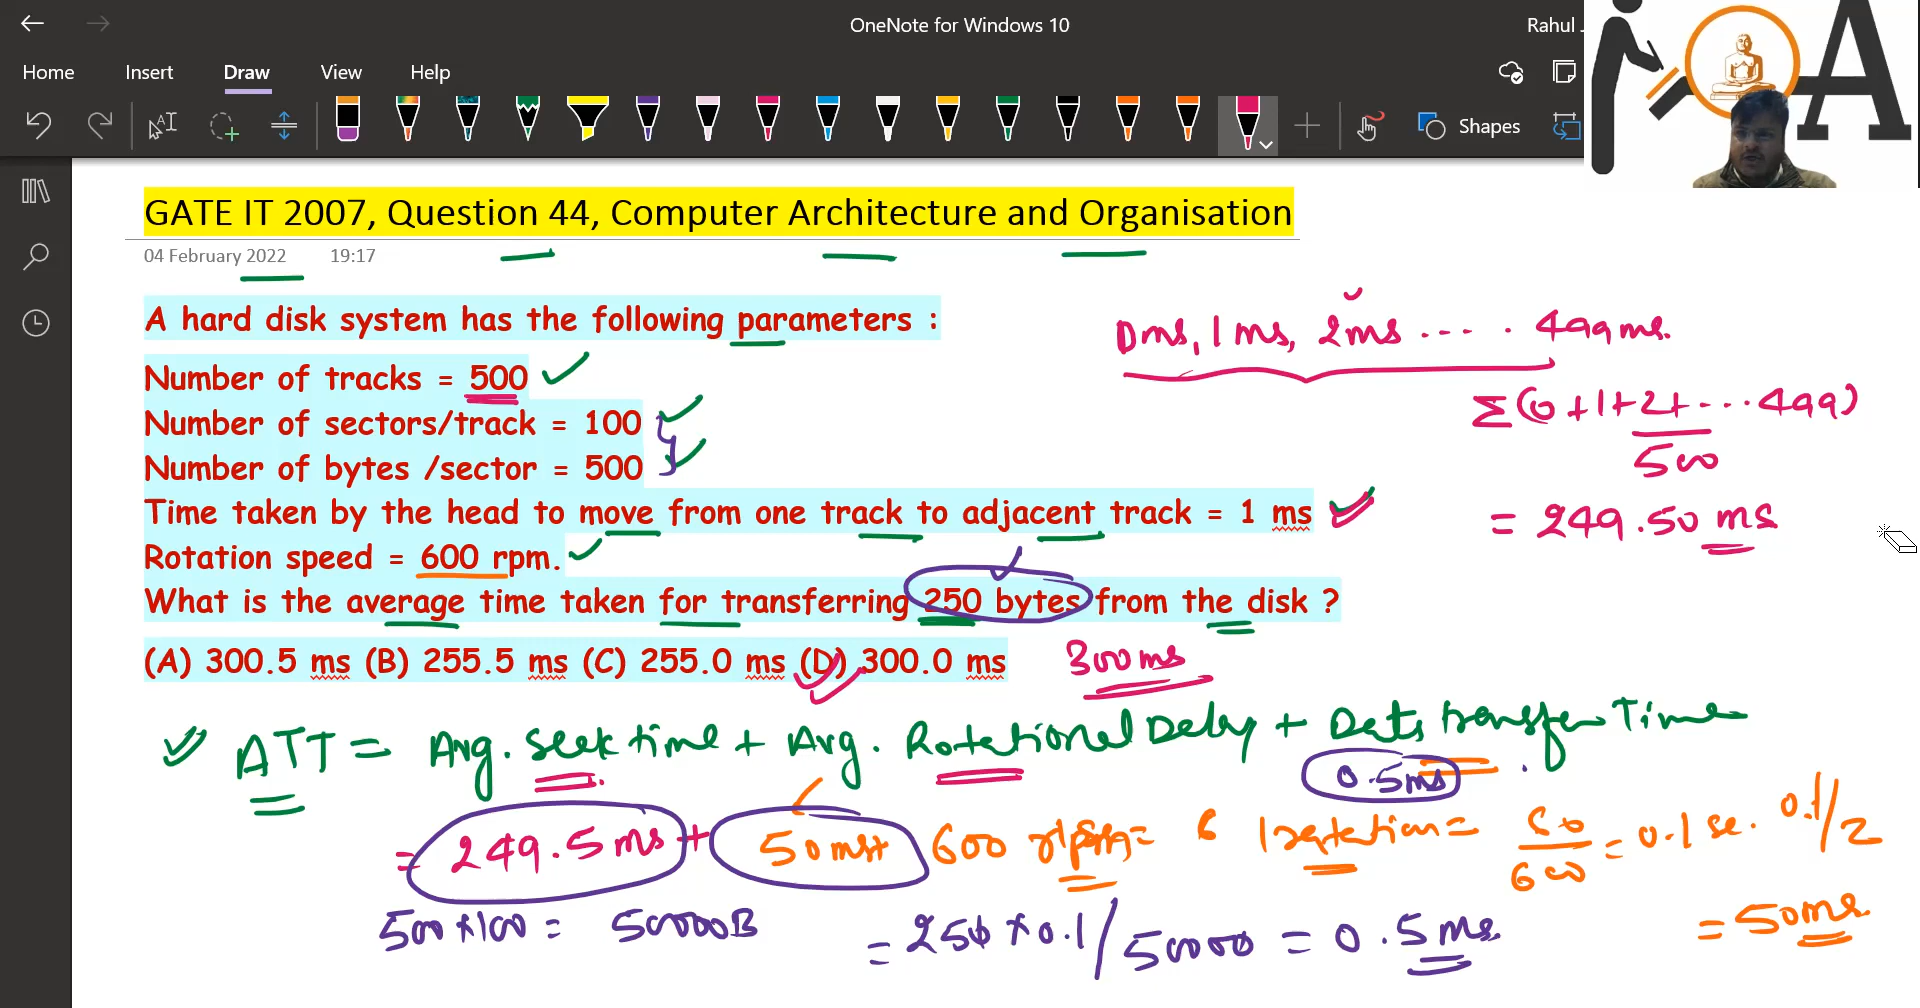 OneNote for Windows 10
Rahul J
Home Insert Draw View Help
Shapes
A
GATE IT 2007, Question 44, Computer Architecture and Organisation
04 February 2022 19:17
A hard disk system has the following parameters :
Number of tracks = 500
Number of sectors/track = 100
Number of bytes /sector = 500
Time taken by the head to move from one track to adjacent track = 1 ms
Rotation speed = 600 rpm.
What is the average time taken for transferring 250 bytes from the disk ?
(A) 300.5 ms (B) 255.5 ms (C) 255.0 ms (D) 300.0 ms
0ms, 1ms, 2ms ..... 499ms.
Σ(0+1+2+...499)
500
= 249.50 ms
300ms
ATT = Avg. Seek time + Avg. Rotational Delay + Data transfer Time
0.5ms
= 249.5ms + 50ms+ 600 = 1 rotation = 60/600 = 0.1 se. 0.1/2
= 50ms
500*100 = 50000B
= 250 * 0.1/50000 = 0.5ms